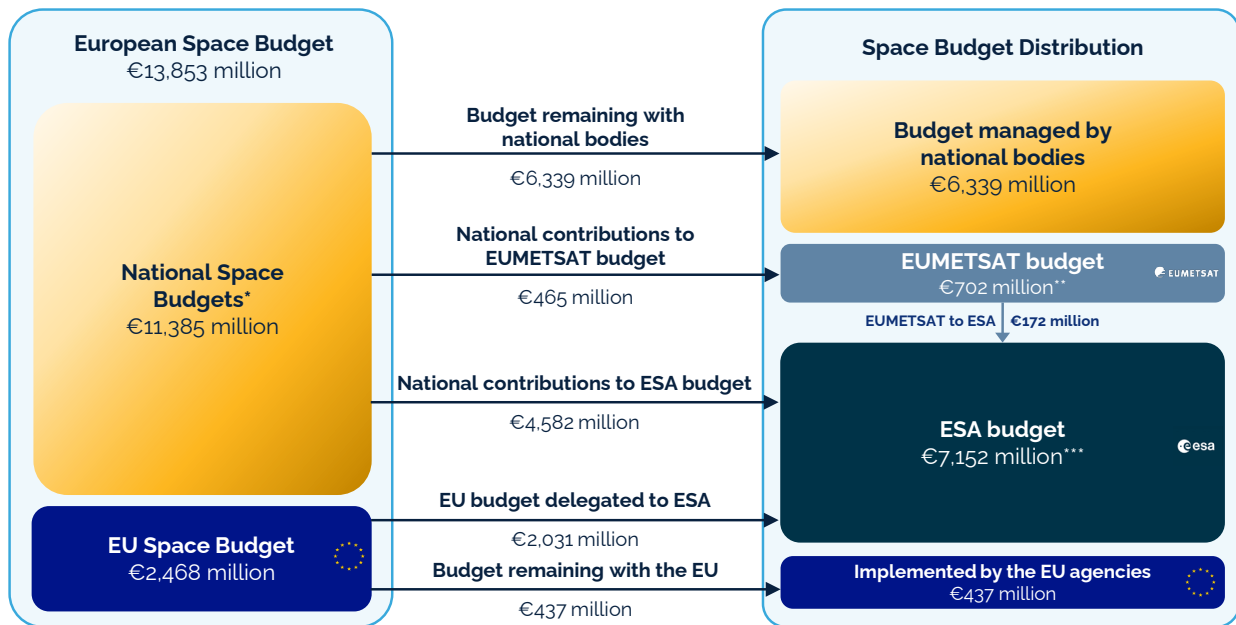 European Space Budget
€13,853 million
National Space
Budgets*
€11,385 million
EU Space Budget
€2,468 million
Budget remaining with
national bodies
€6,339 million
National contributions to
EUMETSAT budget
€465 million
National contributions to ESA budget
€4,582 million
EU budget delegated to ESA
€2,031 million
Budget remaining with the EU
€437 million
Space Budget Distribution
Budget managed by
national bodies
€6,339 million
EUMETSAT budget
€702 million**
EUMETSAT
EUMETSAT to ESA €172 million
ESA budget
€7,152 million***
esa
Implemented by the EU agencies
€437 million